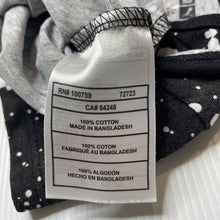 RN# 100759 72723
CA# 64248
100% COTTON
MADE IN BANGLADESH
100% COTTON
FABRIQUÉ AU BANGLADESH
100% ALGODÓN
HECHO EN BANGLADESH